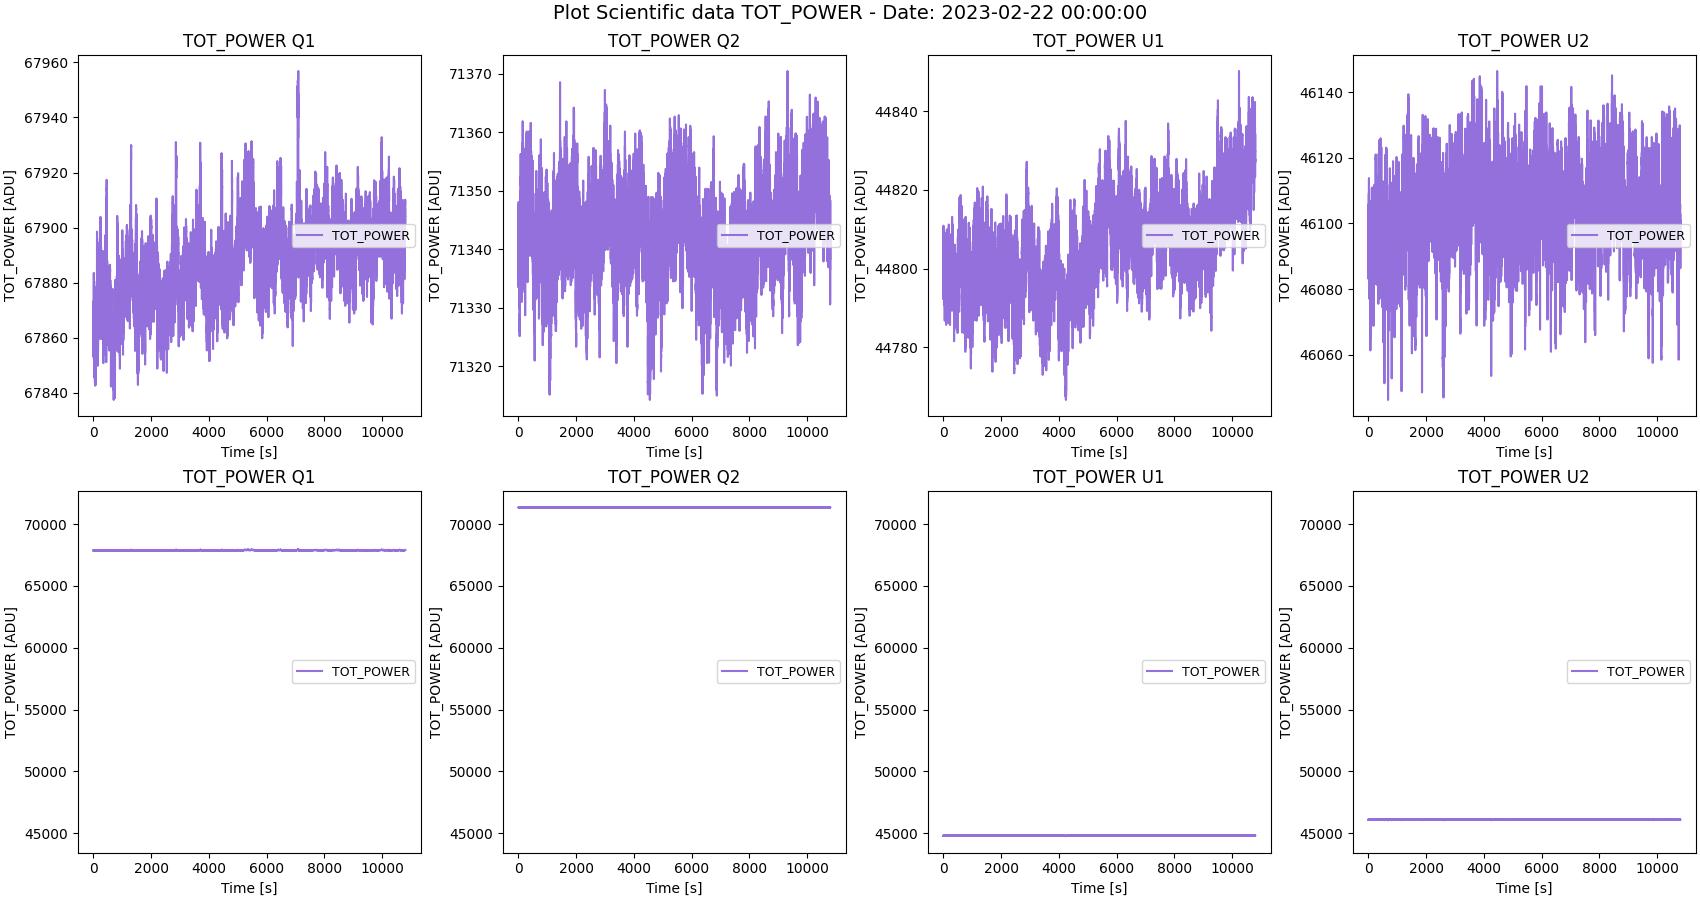 Plot Scientific data TOT_POWER - Date: 2023-02-22 00:00:00
TOT_POWER Q1
TOT_POWER [ADU]
67960
67940
67920
67900
67880
67860
67840
TOT_POWER
0 2000 4000 6000 8000 10000
Time [s]
TOT_POWER Q2
TOT_POWER [ADU]
71370
71360
71350
71340
71330
71320
TOT_POWER
0 2000 4000 6000 8000 10000
Time [s]
TOT_POWER U1
TOT_POWER [ADU]
44840
44820
44800
44780
TOT_POWER
0 2000 4000 6000 8000 10000
Time [s]
TOT_POWER U2
TOT_POWER [ADU]
46140
46120
46100
46080
46060
TOT_POWER
0 2000 4000 6000 8000 10000
Time [s]
TOT_POWER Q1
TOT_POWER [ADU]
70000
65000
60000
55000
50000
45000
TOT_POWER
0 2000 4000 6000 8000 10000
Time [s]
TOT_POWER Q2
TOT_POWER [ADU]
70000
65000
60000
55000
50000
45000
TOT_POWER
0 2000 4000 6000 8000 10000
Time [s]
TOT_POWER U1
TOT_POWER [ADU]
70000
65000
60000
55000
50000
45000
TOT_POWER
0 2000 4000 6000 8000 10000
Time [s]
TOT_POWER U2
TOT_POWER [ADU]
70000
65000
60000
55000
50000
45000
TOT_POWER
0 2000 4000 6000 8000 10000
Time [s]